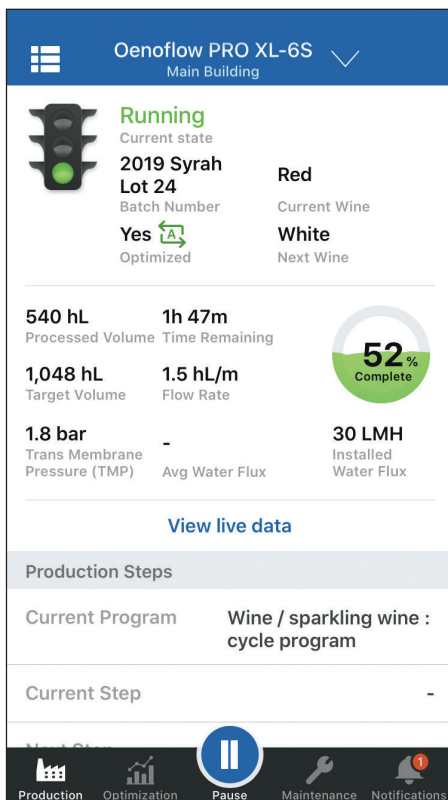 Oenoflow PRO XL-6S
Main Building
Running
Current state
2019 Syrah
Lot 24
Batch Number
Red
Current Wine
Yes A
Optimized
White
Next Wine
540 hL
Processed Volume
1h 47m
Time Remaining
52%
Complete
1,048 hL
Target Volume
1.5 hL/m
Flow Rate
1.8 bar
Trans Membrane
Pressure (TMP)
-
Avg Water Flux
30 LMH
Installed
Water Flux
View live data
Production Steps
Current Program
Wine / sparkling wine :
cycle program
Current Step -
Next Step
1
Production Optimization Pause Maintenance Notifications